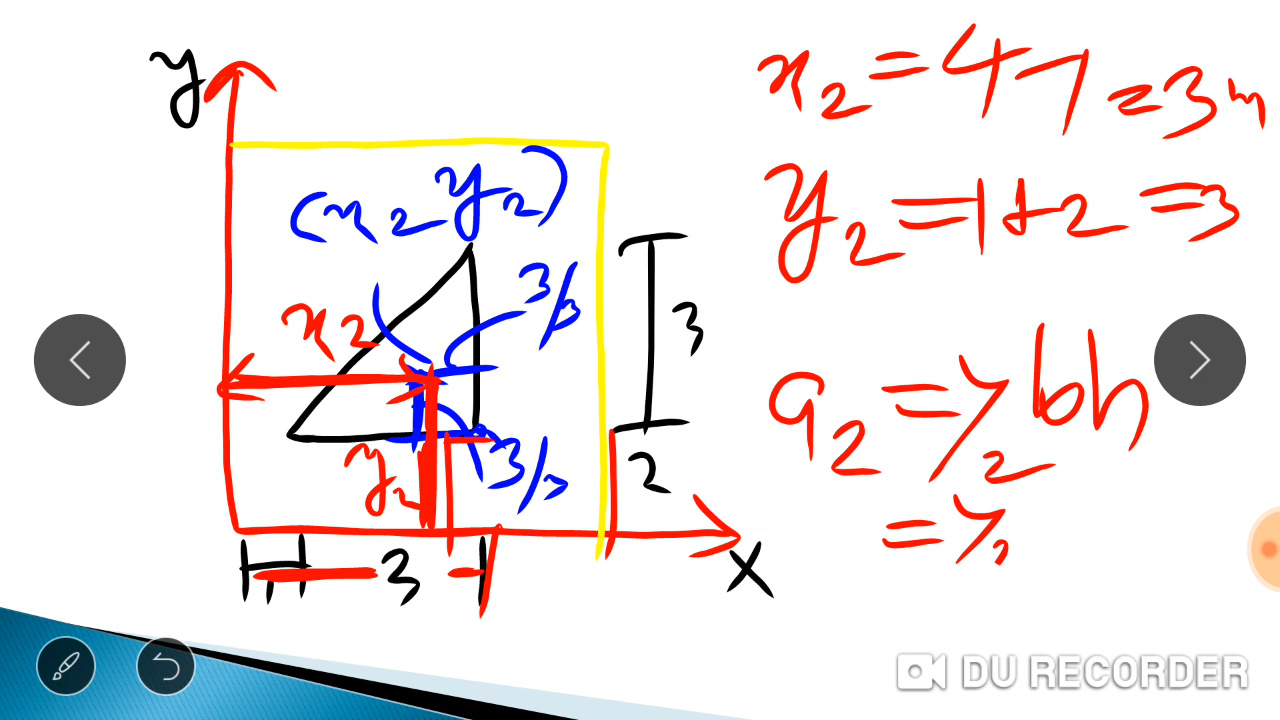 y
(x2 y2)
x2
3/3
3
y2
3/3
2
1
3
x
x2 = 4-1 = 3m
y2 = 1+2 = 3
a2 = 1/2 bh
= 1/2
DU RECORDER